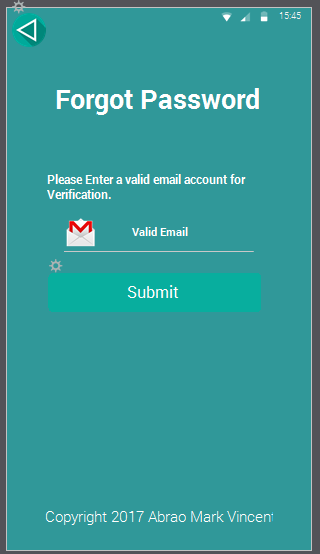 15:45
Forgot Password
Please Enter a valid email account for
Verification.
Valid Email
Submit
Copyright 2017 Abrao Mark Vincent